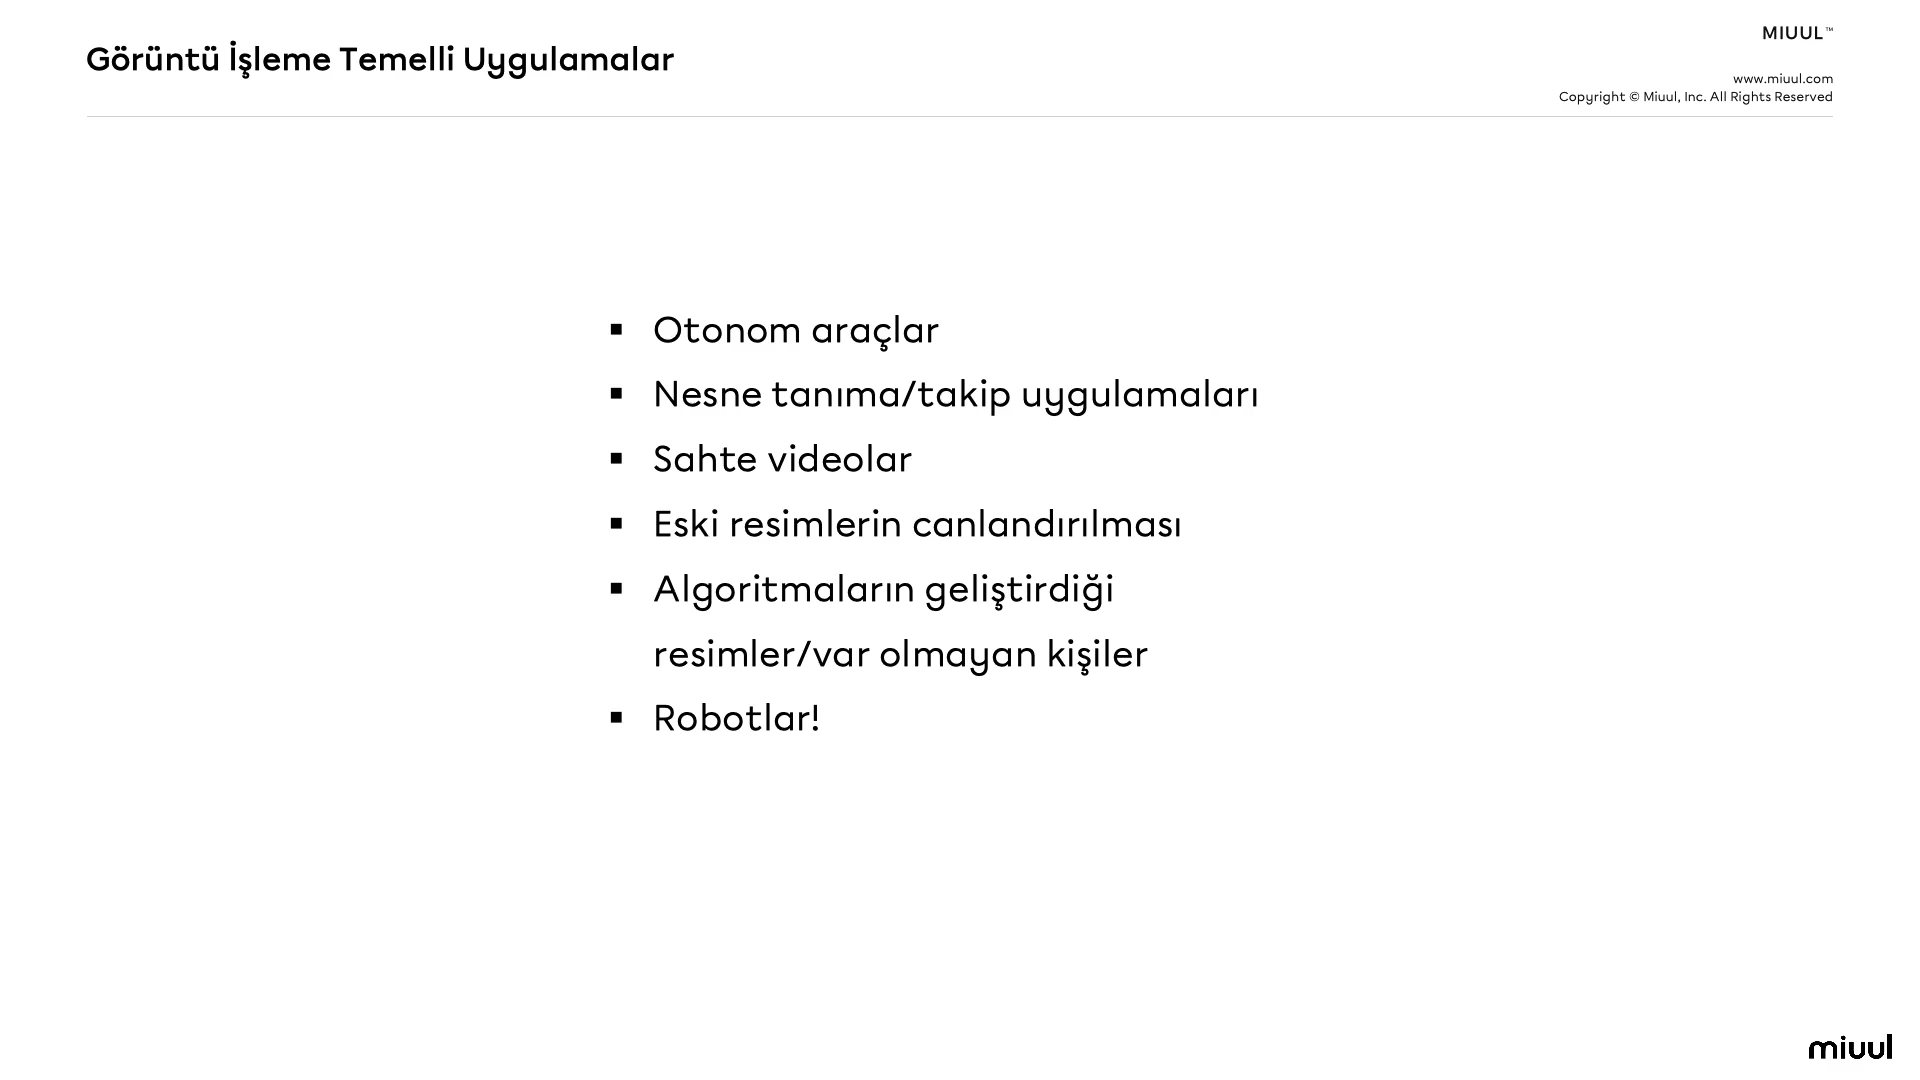 Görüntü İşleme Temelli Uygulamalar
MIUUL™
www.miuul.com
Copyright © Miuul, Inc. All Rights Reserved
▪ Otonom araçlar
▪ Nesne tanıma/takip uygulamaları
▪ Sahte videolar
▪ Eski resimlerin canlandırılması
▪ Algoritmaların geliştirdiği
resimler/var olmayan kişiler
▪ Robotlar!
miuul